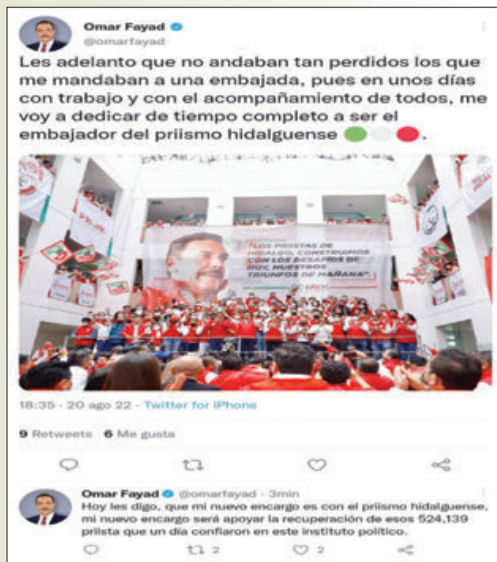 Omar Fayad
@omarfayad
Les adelanto que no andaban tan perdidos los que
me mandaban a una embajada, pues en unos días
con trabajo y con el acompañamiento de todos, me
voy a dedicar de tiempo completo a ser el
embajador del priismo hidalguense 🟢⚪🔴.
"LOS PRIISTAS DE
HIDALGO, CONSTRUIMOS
CON LOS DESAFÍOS DE
HOY, NUESTROS
TRIUNFOS DE MAÑANA".
18:35 · 20 ago 22 · Twitter for iPhone
9 Retweets 6 Me gusta
Omar Fayad @omarfayad · 3min
Hoy les digo, que mi nuevo encargo es con el priismo hidalguense,
mi nuevo encargo será apoyar la recuperación de esos 524,139
priista que un día confiaron en este instituto político.
2 2